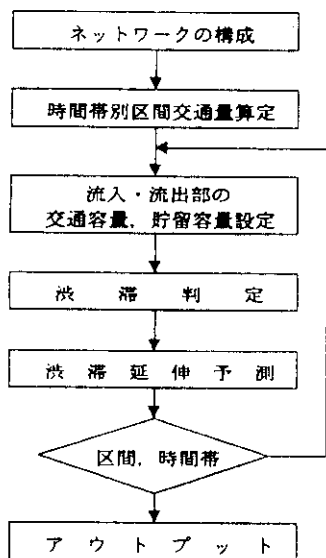 ネットワークの構成
時間帯別区間交通量算定
流入・流出部の
交通容量，貯留容量設定
渋滞判定
渋滞延伸予測
区間，時間帯
アウトプット